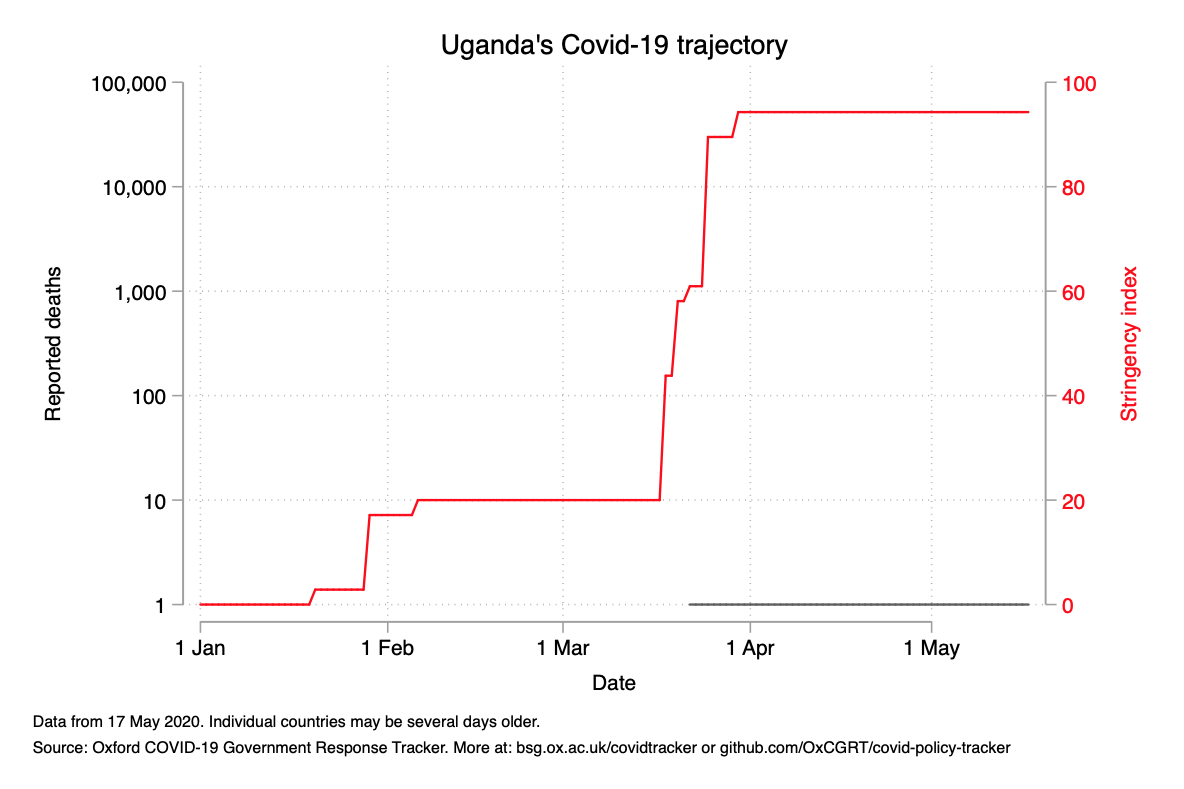 Uganda's Covid-19 trajectory
100,000
10,000
1,000
100
10
1
Reported deaths
100
80
60
40
20
0
Stringency index
1 Jan
1 Feb
1 Mar
1 Apr
1 May
Date
Data from 17 May 2020. Individual countries may be several days older.
Source: Oxford COVID-19 Government Response Tracker. More at: bsg.ox.ac.uk/covidtracker or github.com/OxCGRT/covid-policy-tracker